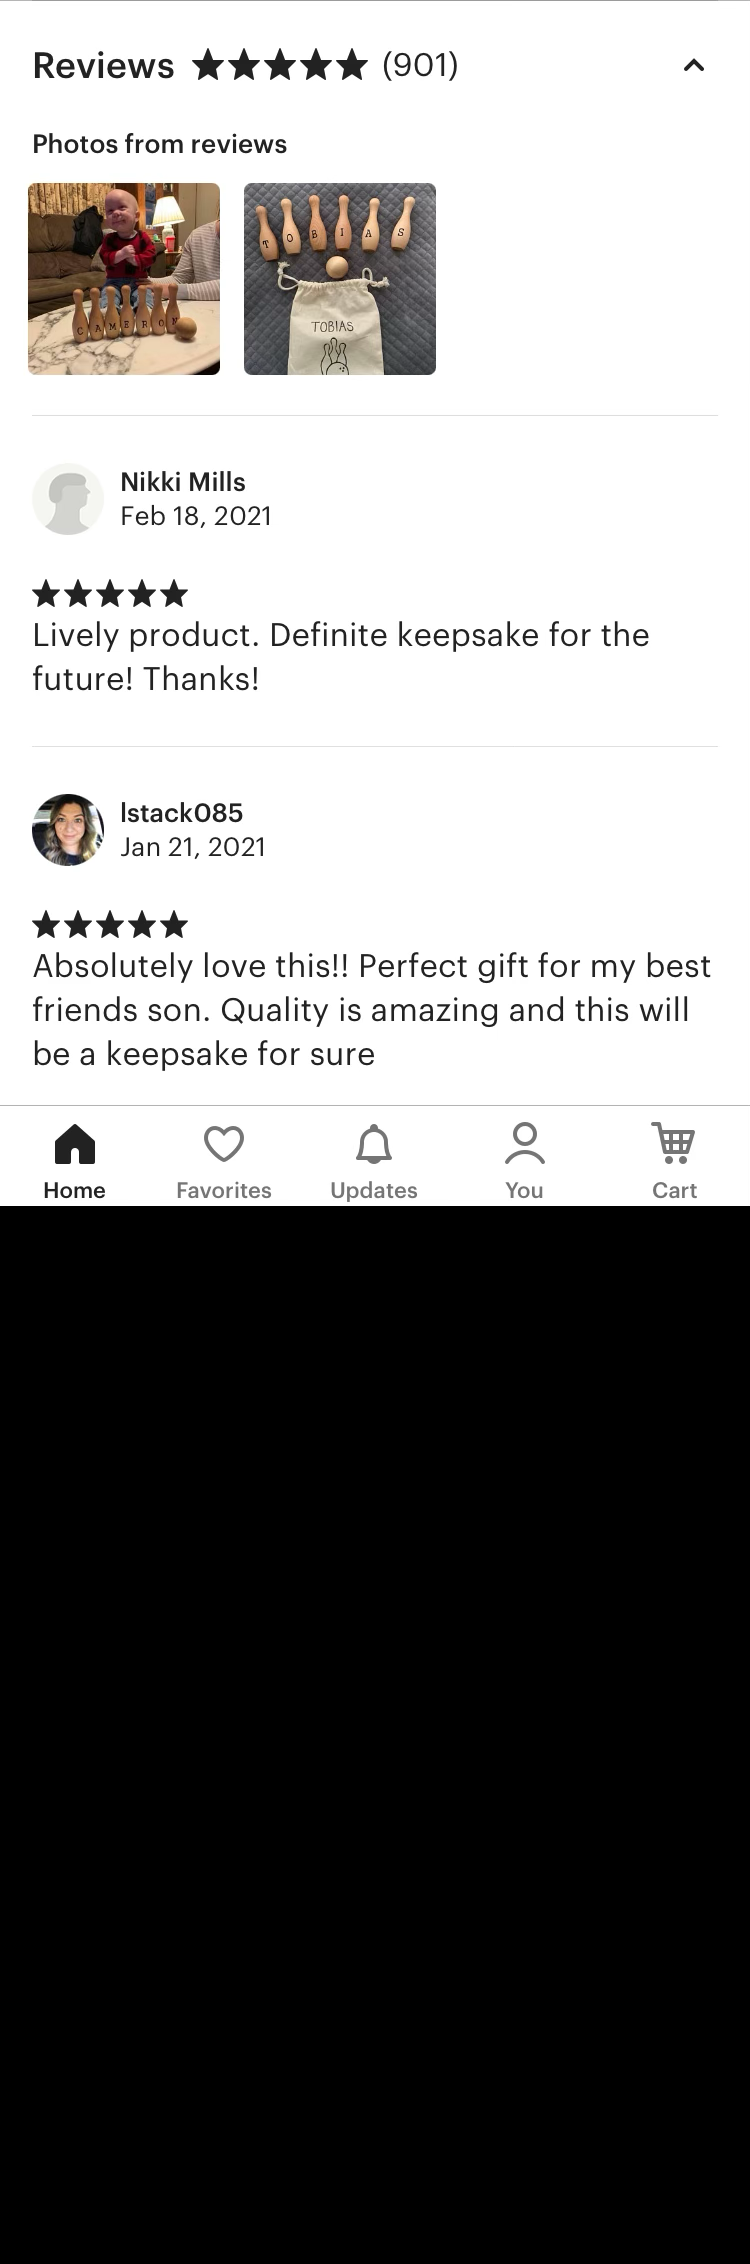 Reviews ★★★★★ (901)
Photos from reviews
C A M E R O N
T O B I A S
TOBIAS
Nikki Mills
Feb 18, 2021
★★★★★
Lively product. Definite keepsake for the
future! Thanks!
lstack085
Jan 21, 2021
★★★★★
Absolutely love this!! Perfect gift for my best
friends son. Quality is amazing and this will
be a keepsake for sure
Home Favorites Updates You Cart